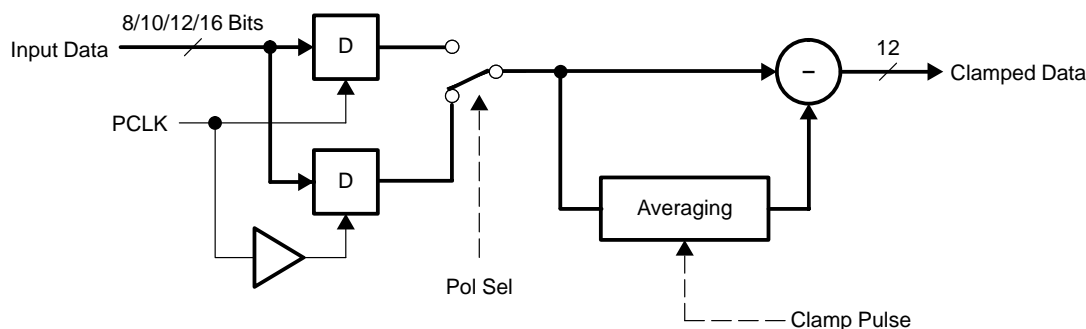 8/10/12/16 Bits
Input Data
D
12
–
Clamped Data
PCLK
D
Averaging
Pol Sel
Clamp Pulse